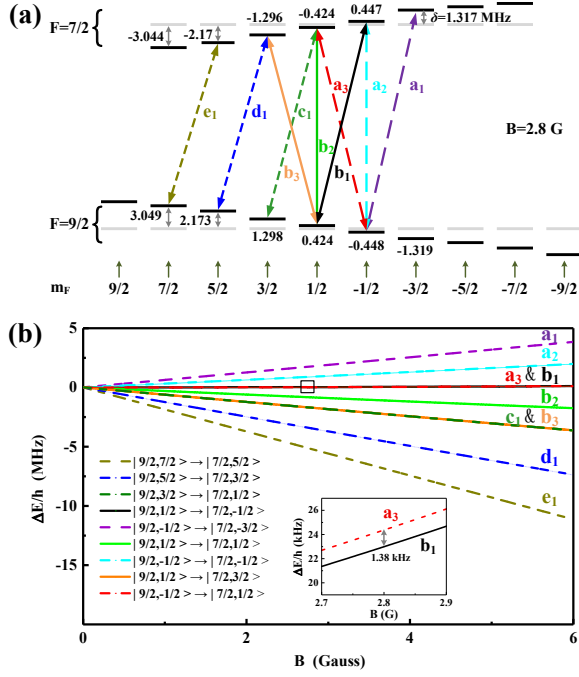 (a)
F=7/2
-3.044
-2.17
-1.296
-0.424
0.447
δ=1.317 MHz
e1
d1
c1
a3
a2
a1
b3
b2
b1
B=2.8 G
F=9/2
3.049
2.173
1.298
0.424
-0.448
-1.319
mF
9/2
7/2
5/2
3/2
1/2
-1/2
-3/2
-5/2
-7/2
-9/2
(b)
ΔE/h (MHz)
5
0
-5
-10
-15
a1
a2
a3 & b1
b2
c1 & b3
d1
e1
| 9/2,7/2 > → | 7/2,5/2 >
| 9/2,5/2 > → | 7/2,3/2 >
| 9/2,3/2 > → | 7/2,1/2 >
| 9/2,1/2 > → | 7/2,-1/2 >
| 9/2,-1/2 > → | 7/2,-3/2 >
| 9/2,1/2 > → | 7/2,1/2 >
| 9/2,-1/2 > → | 7/2,-1/2 >
| 9/2,1/2 > → | 7/2,3/2 >
| 9/2,-1/2 > → | 7/2,1/2 >
ΔE/h (kHz)
26
24
22
20
a3
b1
1.38 kHz
2.7
2.8
2.9
B (G)
0
2
4
6
B (Gauss)